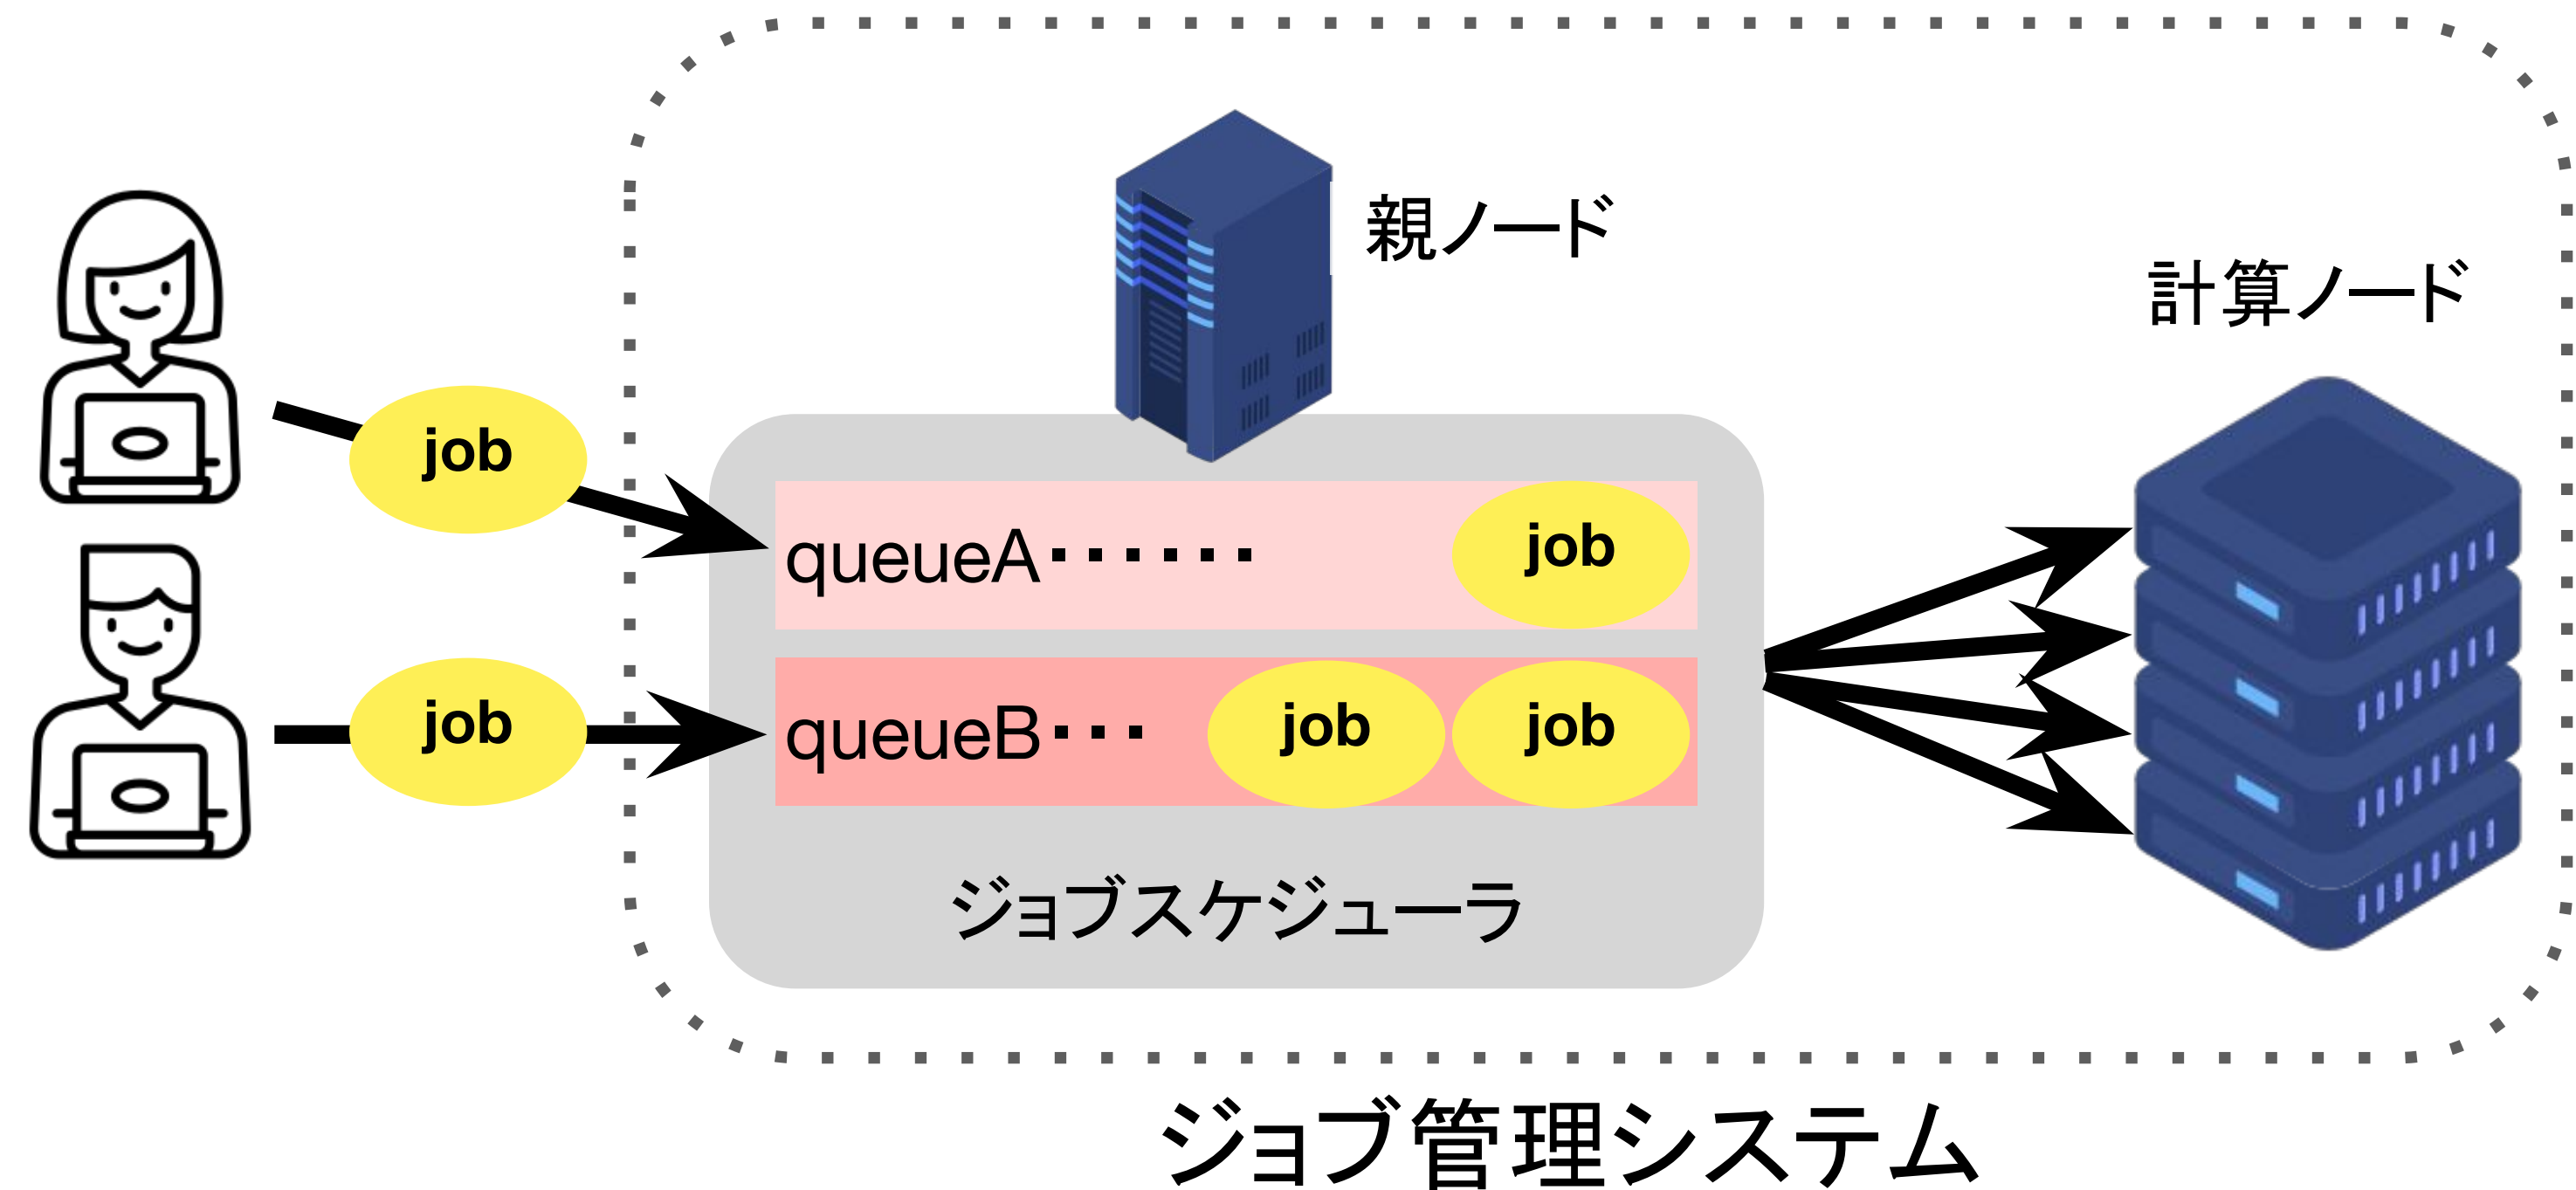 親ノード
計算ノード
job
queueA・・・・・・
job
job
queueB・・・
job
job
ジョブスケジューラ
ジョブ管理システム